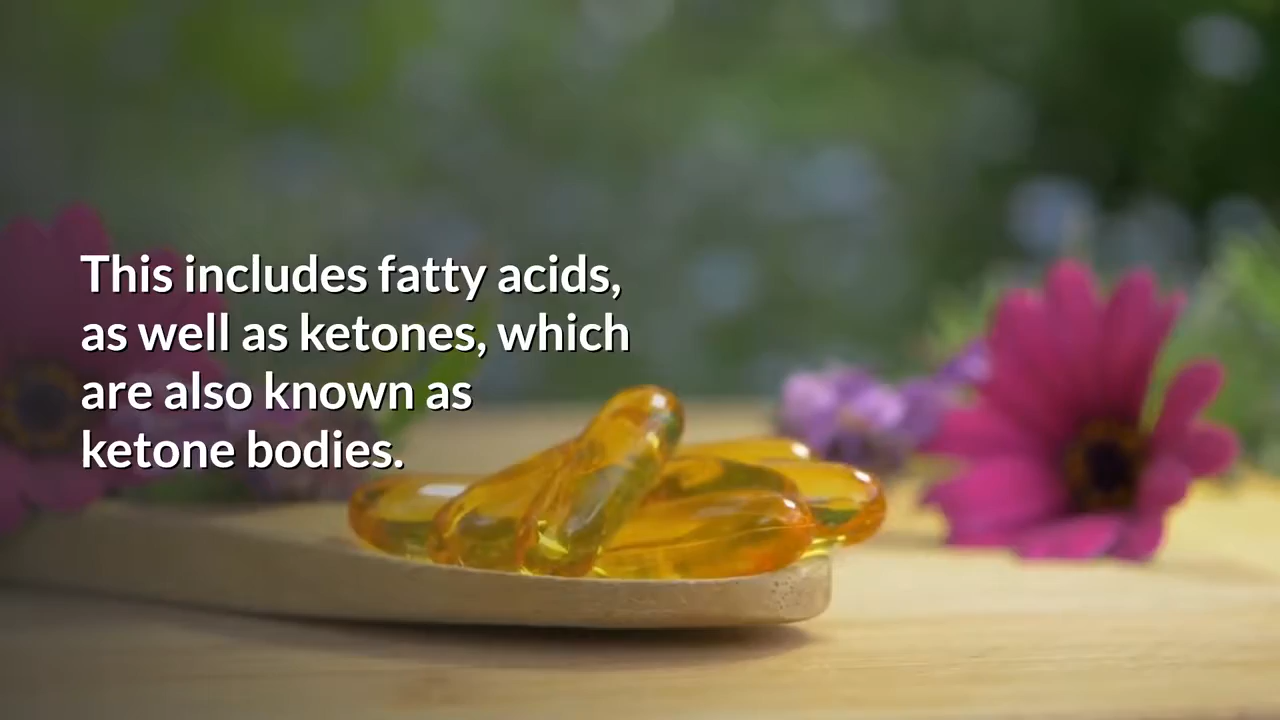 This includes fatty acids,
as well as ketones, which
are also known as
ketone bodies.